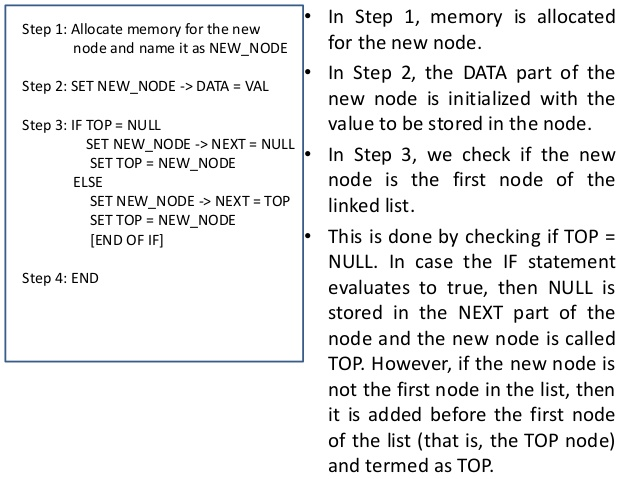 Step 1: Allocate memory for the new
node and name it as NEW_NODE
Step 2: SET NEW_NODE -> DATA = VAL
Step 3: IF TOP = NULL
SET NEW_NODE -> NEXT = NULL
SET TOP = NEW_NODE
ELSE
SET NEW_NODE -> NEXT = TOP
SET TOP = NEW_NODE
[END OF IF]
Step 4: END
• In Step 1, memory is allocated
for the new node.
• In Step 2, the DATA part of the
new node is initialized with the
value to be stored in the node.
• In Step 3, we check if the new
node is the first node of the
linked list.
• This is done by checking if TOP =
NULL. In case the IF statement
evaluates to true, then NULL is
stored in the NEXT part of the
node and the new node is called
TOP. However, if the new node is
not the first node in the list, then
it is added before the first node
of the list (that is, the TOP node)
and termed as TOP.